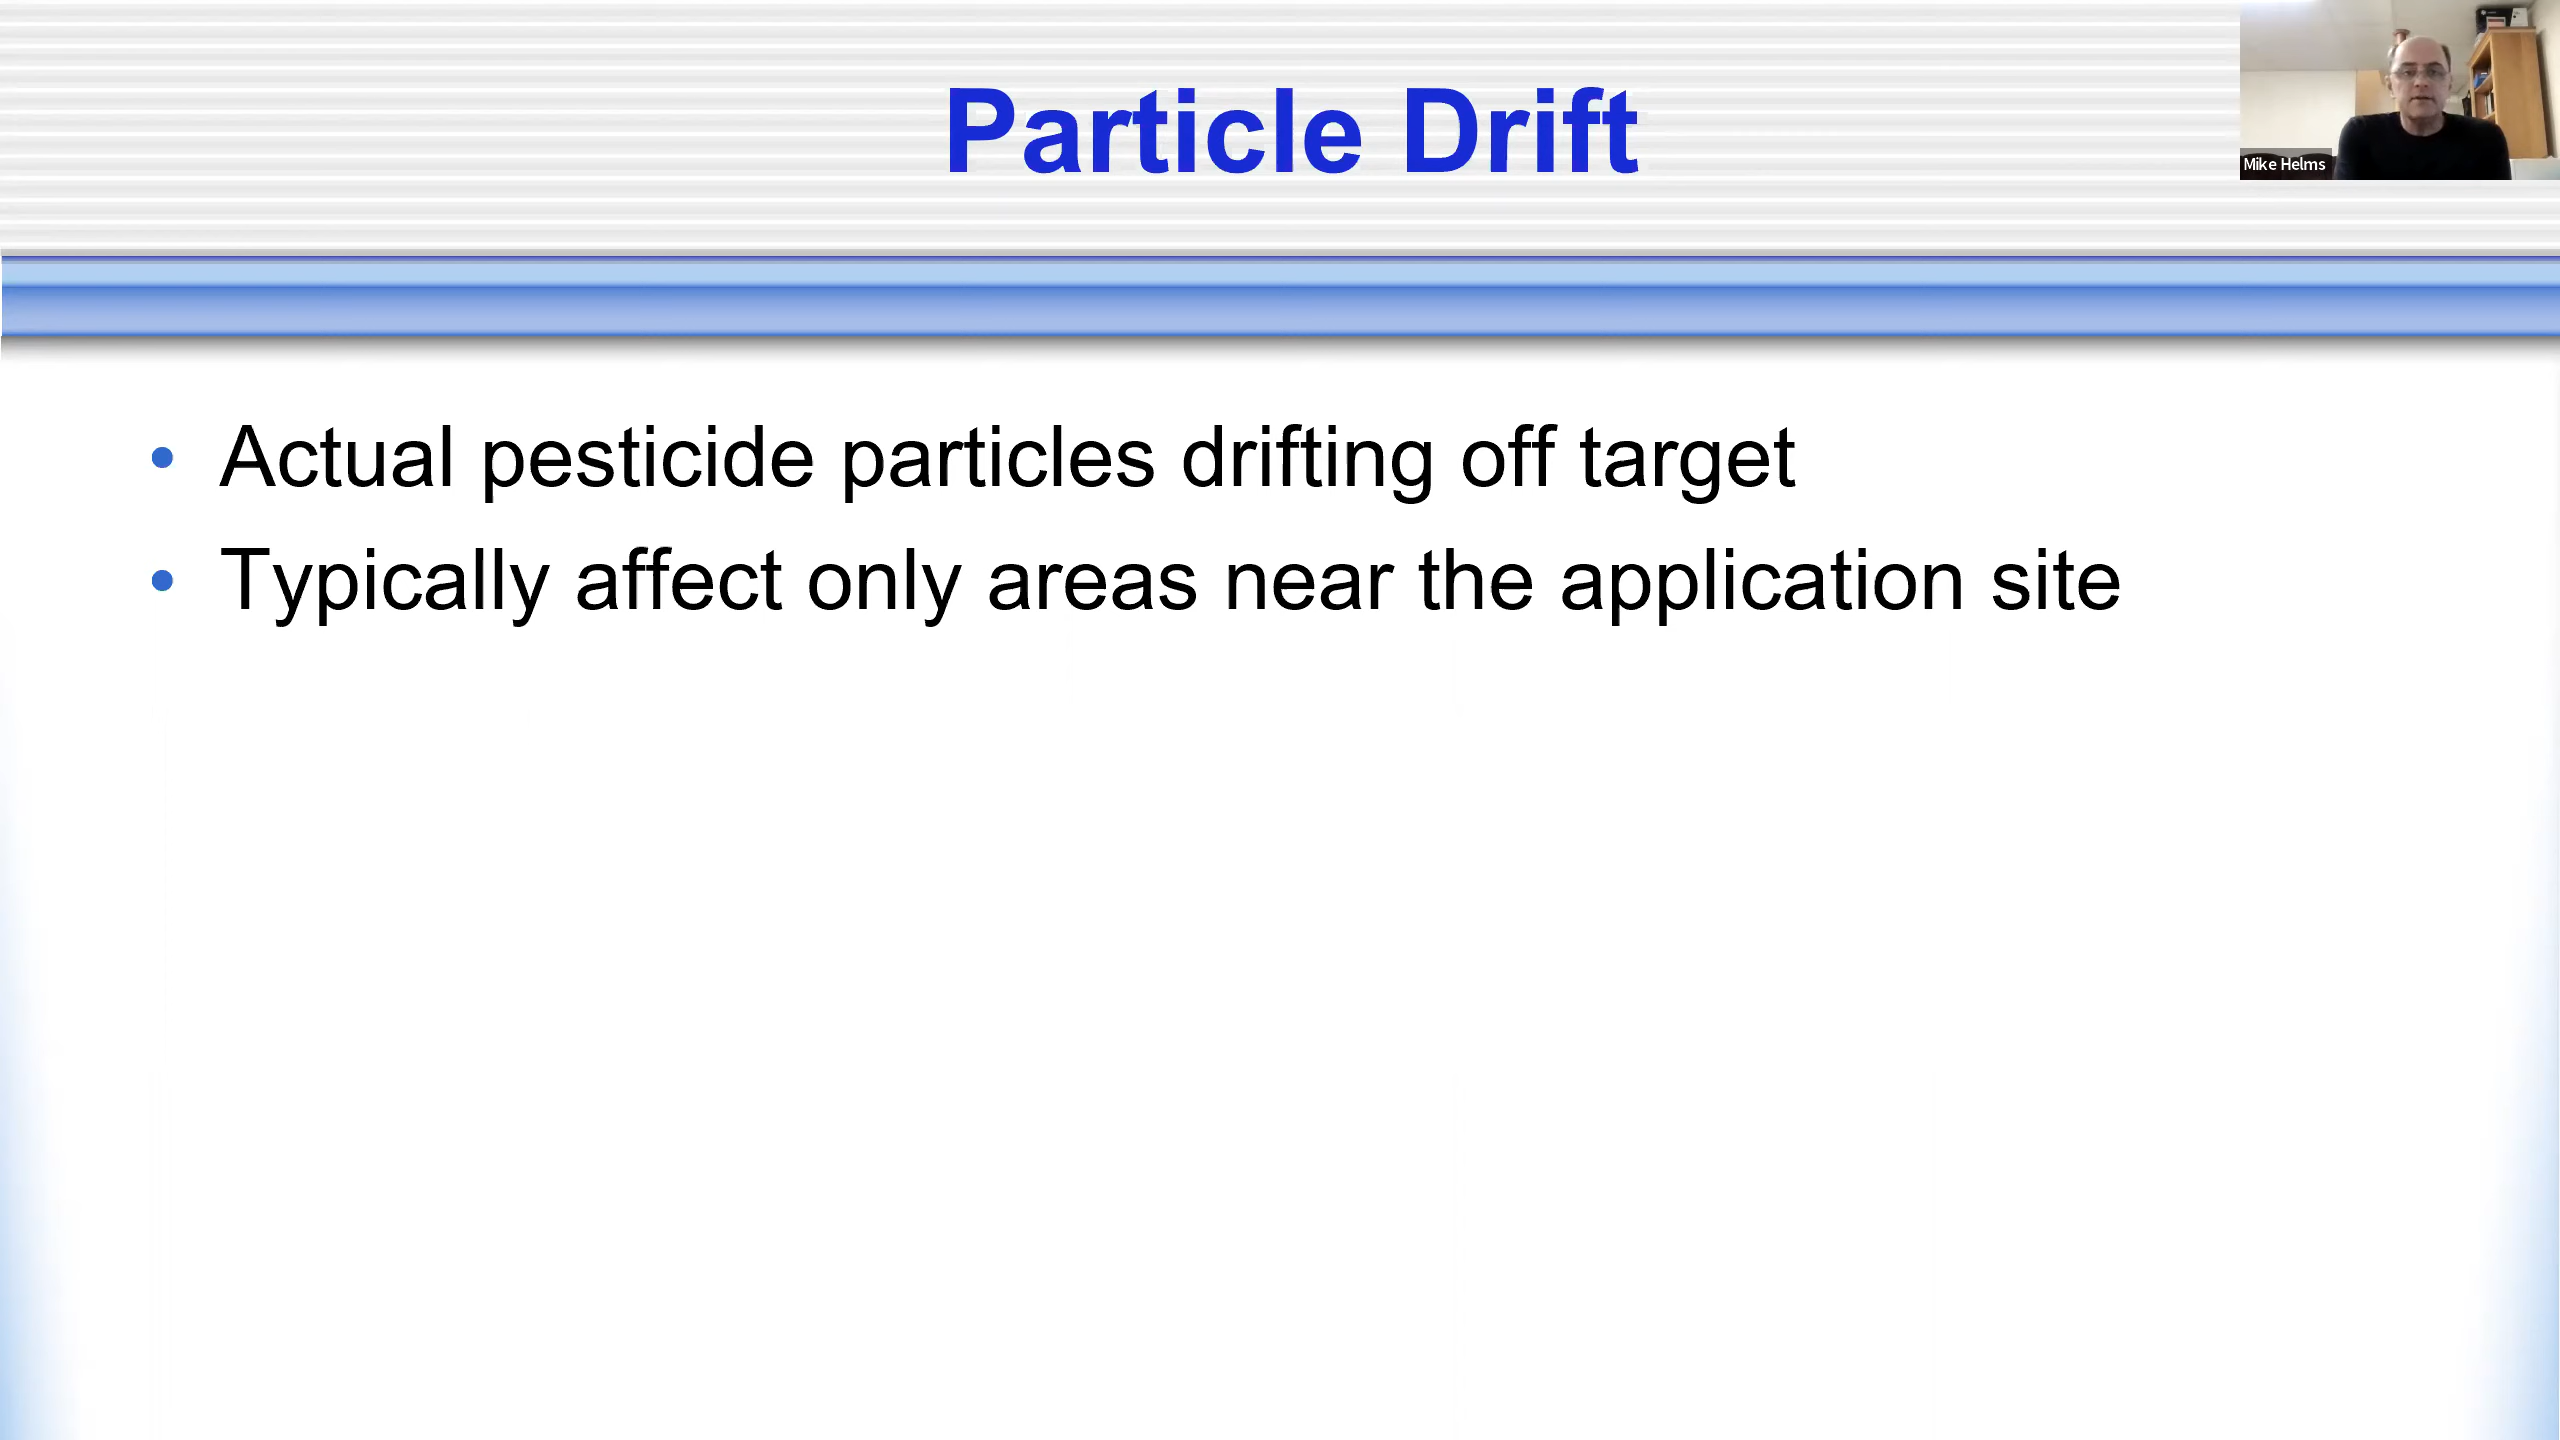 Particle Drift
Mike Helms
• Actual pesticide particles drifting off target
• Typically affect only areas near the application site